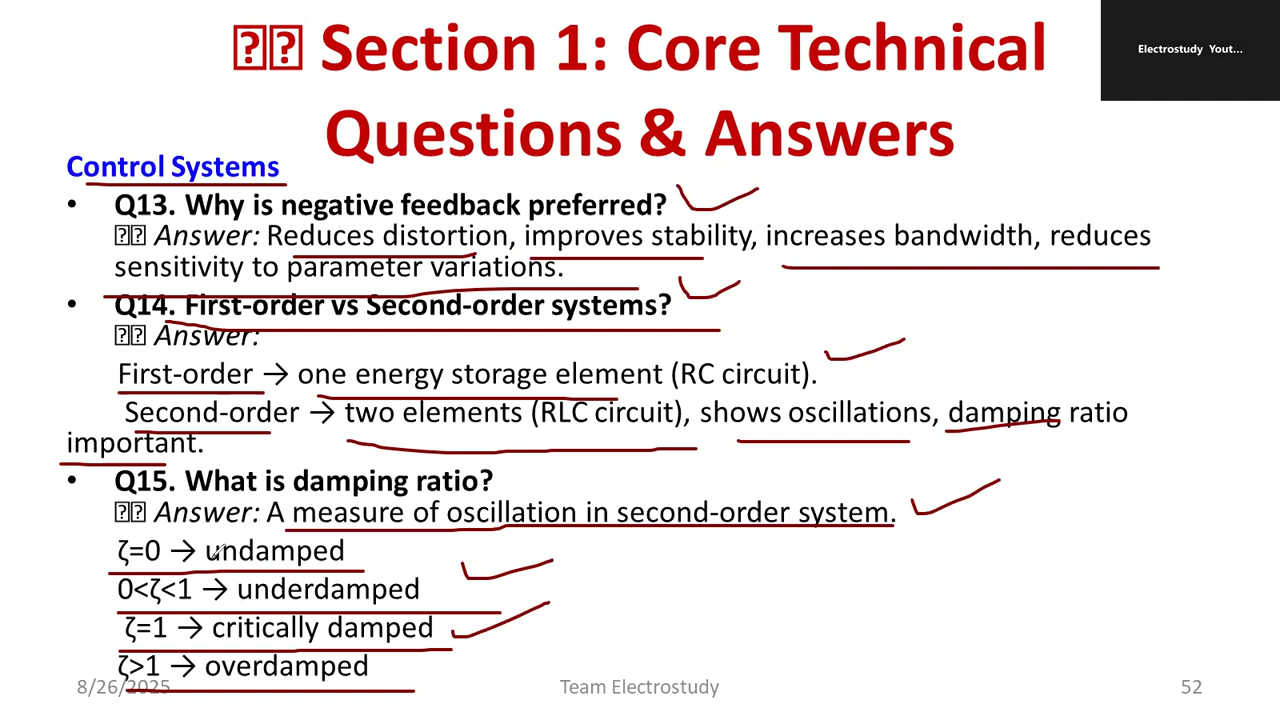 Section 1: Core Technical
Electrostudy Yout...
Questions & Answers
Control Systems
• Q13. Why is negative feedback preferred?
Answer: Reduces distortion, improves stability, increases bandwidth, reduces
sensitivity to parameter variations.
• Q14. First-order vs Second-order systems?
Answer:
First-order → one energy storage element (RC circuit).
Second-order → two elements (RLC circuit), shows oscillations, damping ratio
important.
• Q15. What is damping ratio?
Answer: A measure of oscillation in second-order system.
ζ=0 → undamped
0<ζ<1 → underdamped
ζ=1 → critically damped
ζ>1 → overdamped
8/26/2025 Team Electrostudy 52